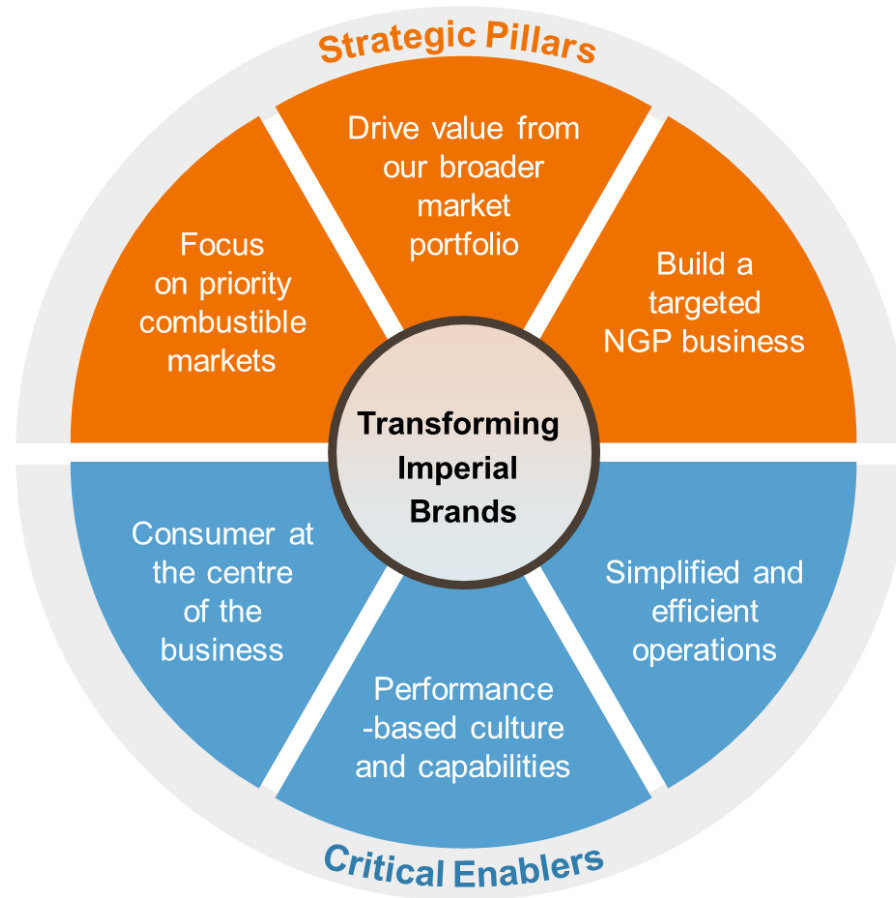 Strategic Pillars
Drive value from
our broader
market
portfolio
Focus
on priority
combustible
markets
Build a
targeted
NGP business
Transforming
Imperial
Brands
Consumer at
the centre
of the
business
Simplified and
efficient
operations
Performance
-based culture
and capabilities
Critical Enablers